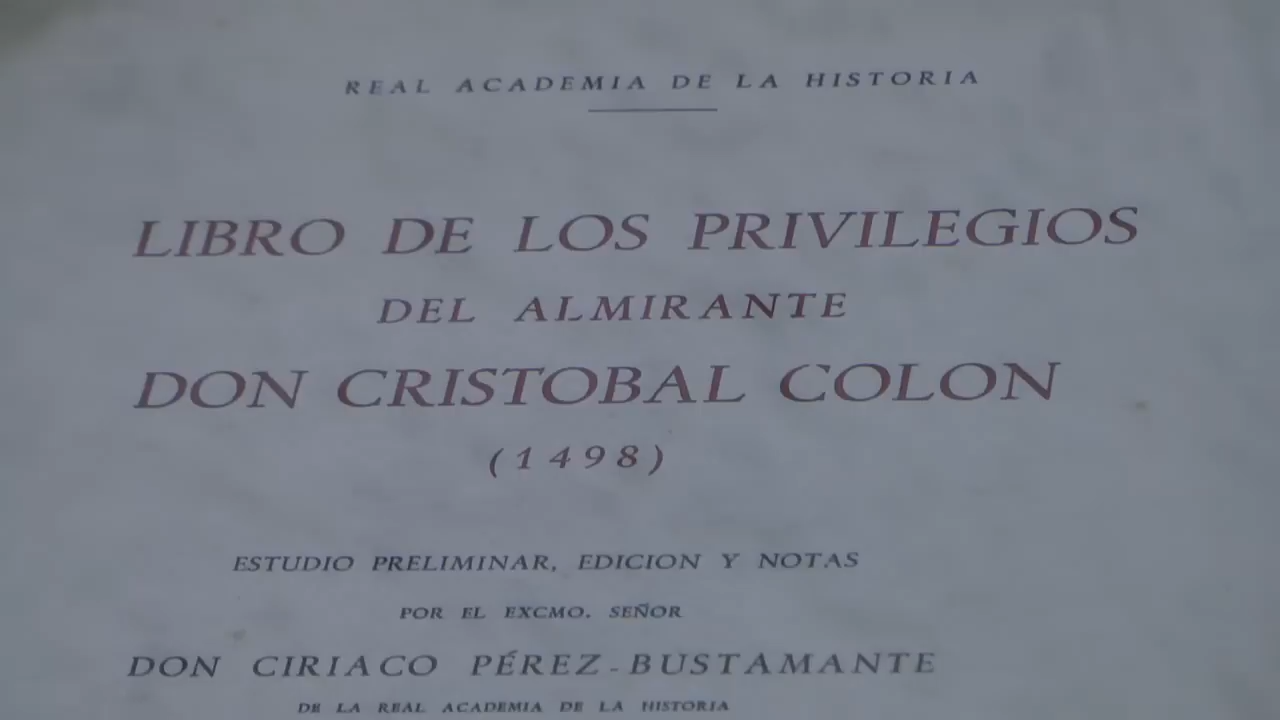 REAL ACADEMIA DE LA HISTORIA
LIBRO DE LOS PRIVILEGIOS
DEL ALMIRANTE
DON CRISTOBAL COLON
(1498)
ESTUDIO PRELIMINAR, EDICION Y NOTAS
POR EL EXCMO. SEÑOR
DON CIRIACO PÉREZ-BUSTAMANTE
DE LA REAL ACADEMIA DE LA HISTORIA